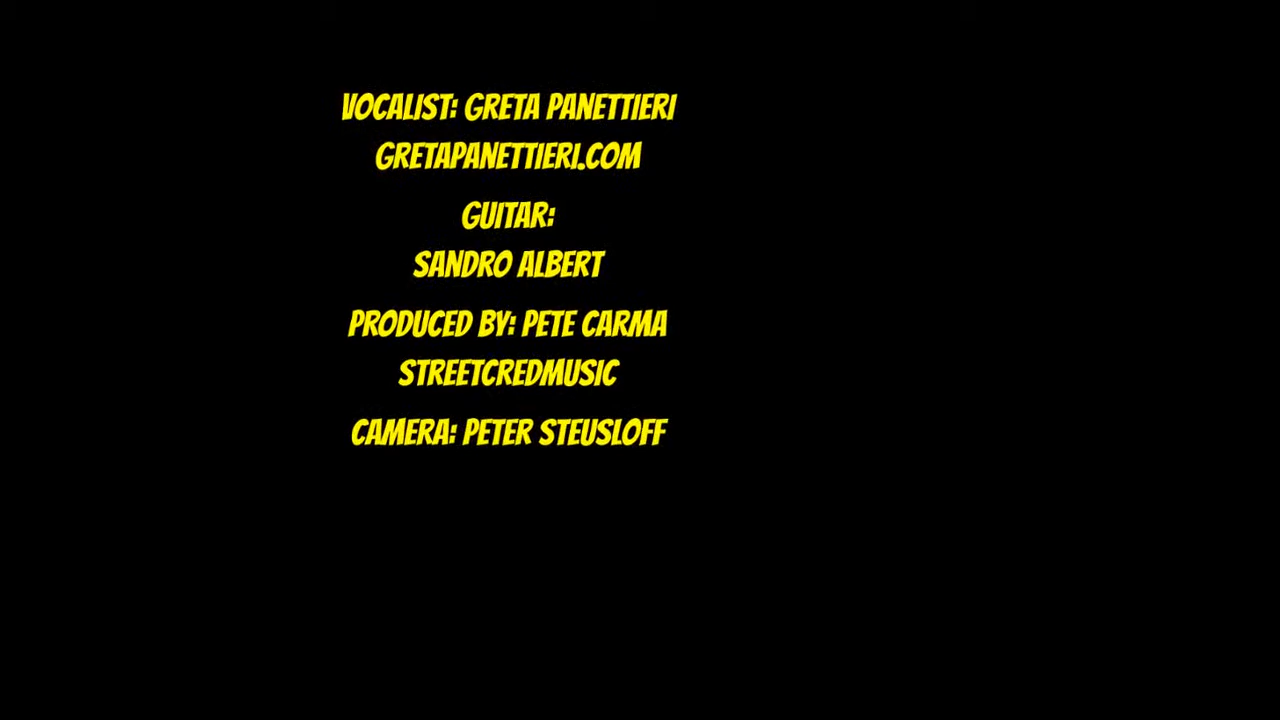 VOCALIST: GRETA PANETTIERI
GRETAPANETTIERI.COM
GUITAR:
SANDRO ALBERT
PRODUCED BY: PETE CARMA
STREETCREDMUSIC
CAMERA: PETER STEUSLOFF